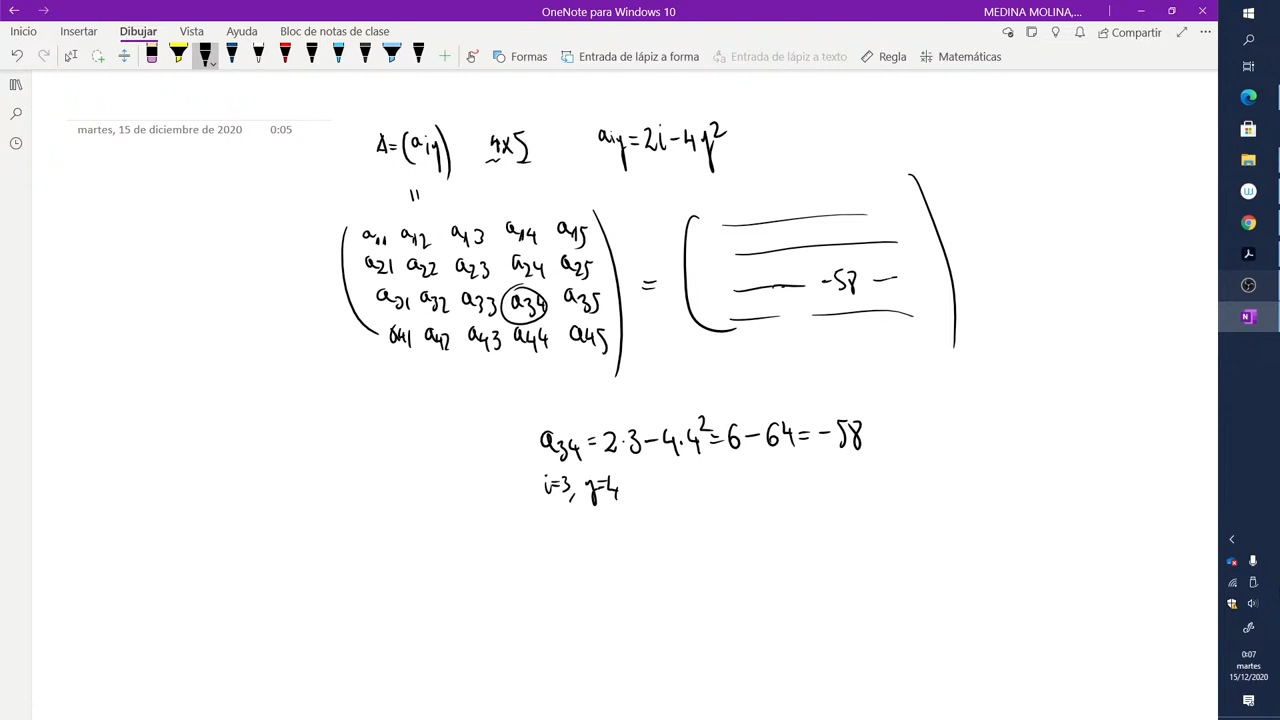 OneNote para Windows 10
MEDINA MOLINA,...
Inicio Insertar Dibujar Vista Ayuda Bloc de notas de clase
Compartir
Formas Entrada de lápiz a forma Entrada de lápiz a texto Regla Matemáticas
martes, 15 de diciembre de 2020 0:05
A=(aij) 4x5 aij=2i-4j²
"
a11 a12 a13 a14 a15
a21 a22 a23 a24 a25
a31 a32 a33 a34 a35 = -58
a41 a42 a43 a44 a45
a34 = 2·3-4·4²=6-64=-58
i=3, j=4
0:07
martes
15/12/2020